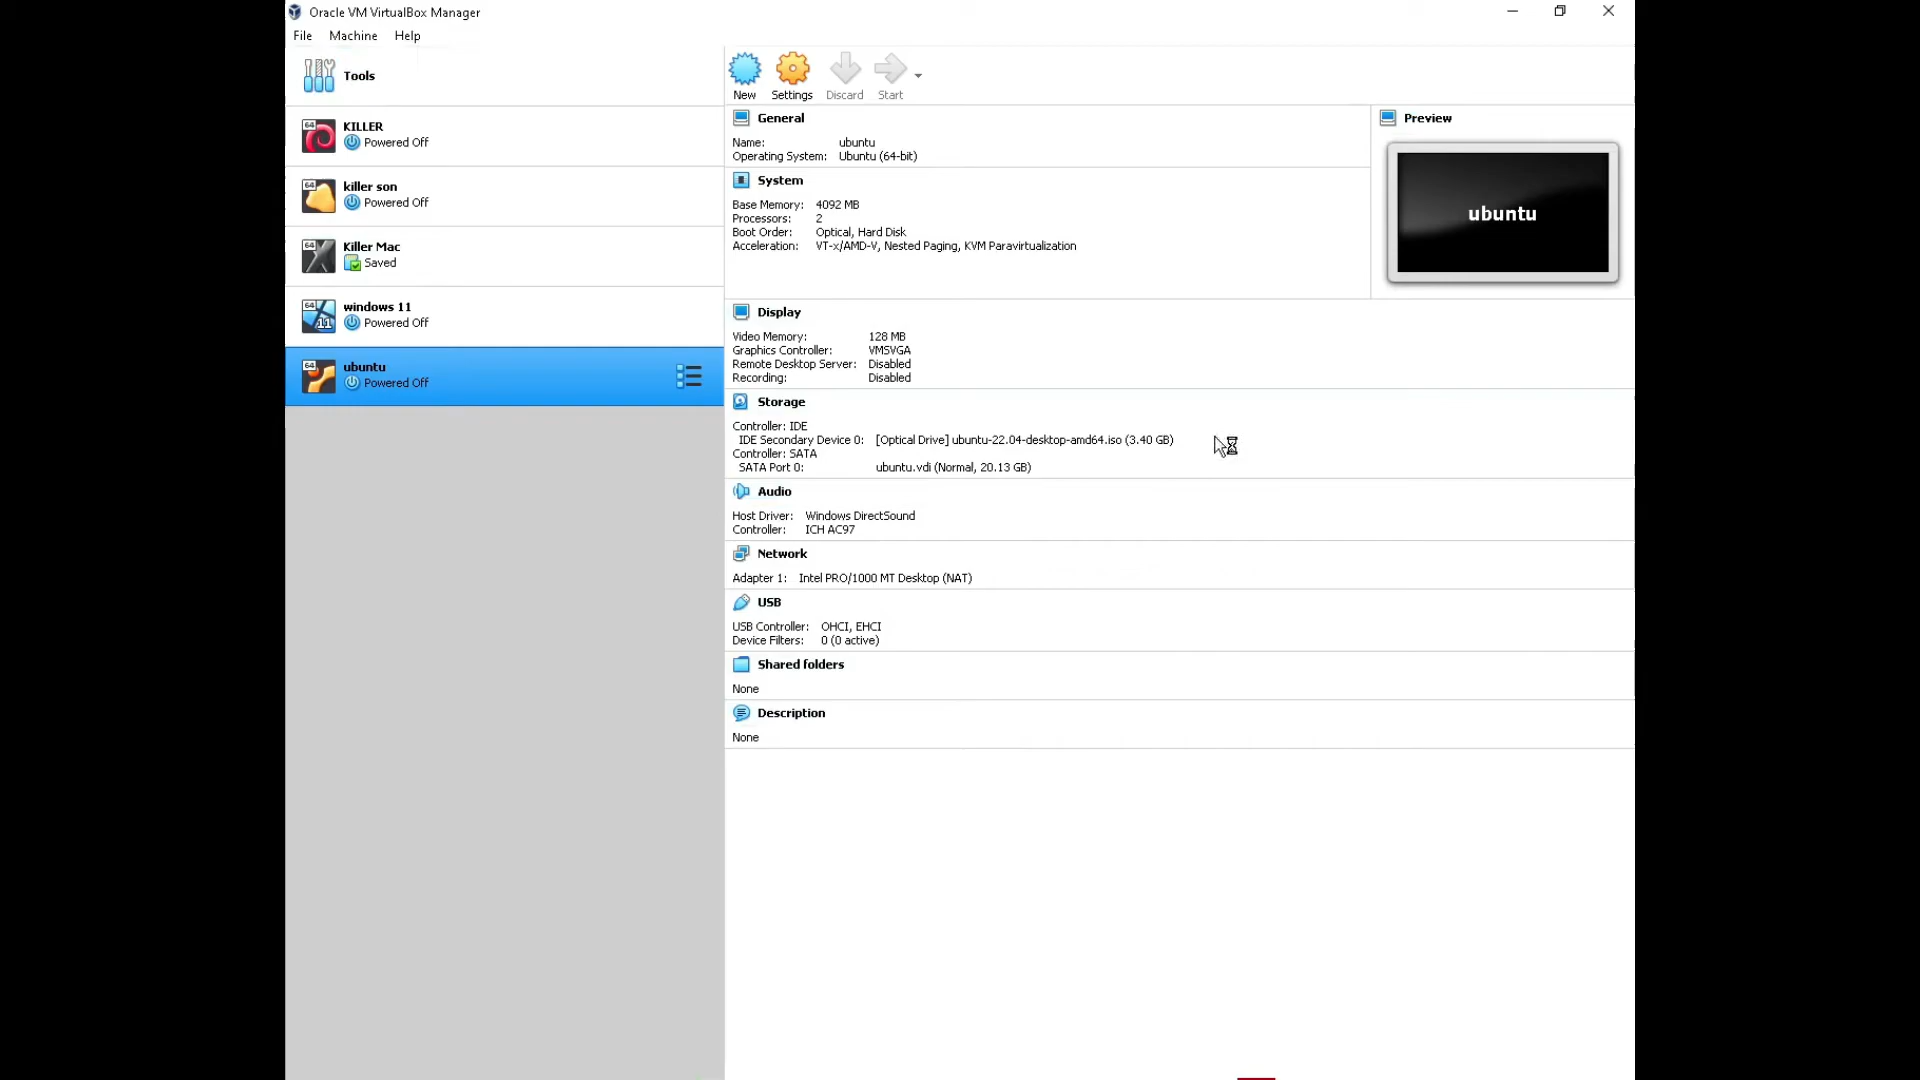 Oracle VM VirtualBox Manager
File Machine Help
Tools
New Settings Discard Start
64 KILLER
Powered Off
64 killer son
Powered Off
64 Killer Mac
Saved
64 11 windows 11
Powered Off
64 ubuntu
Powered Off
General
Name: ubuntu
Operating System: Ubuntu (64-bit)
System
Base Memory: 4092 MB
Processors: 2
Boot Order: Optical, Hard Disk
Acceleration: VT-x/AMD-V, Nested Paging, KVM Paravirtualization
Preview
ubuntu
Display
Video Memory: 128 MB
Graphics Controller: VMSVGA
Remote Desktop Server: Disabled
Recording: Disabled
Storage
Controller: IDE
IDE Secondary Device 0: [Optical Drive] ubuntu-22.04-desktop-amd64.iso (3.40 GB)
Controller: SATA
SATA Port 0: ubuntu.vdi (Normal, 20.13 GB)
Audio
Host Driver: Windows DirectSound
Controller: ICH AC97
Network
Adapter 1: Intel PRO/1000 MT Desktop (NAT)
USB
USB Controller: OHCI, EHCI
Device Filters: 0 (0 active)
Shared folders
None
Description
None